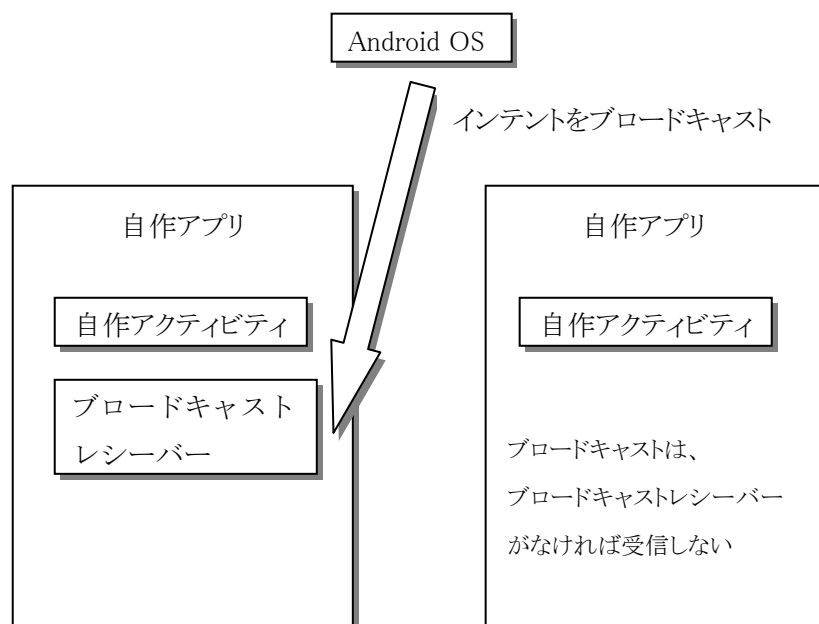 Android OS
インテントをブロードキャスト
自作アプリ
自作アクティビティ
ブロードキャスト
レシーバー
自作アプリ
自作アクティビティ
ブロードキャストは、
ブロードキャストレシーバー
がなければ受信しない